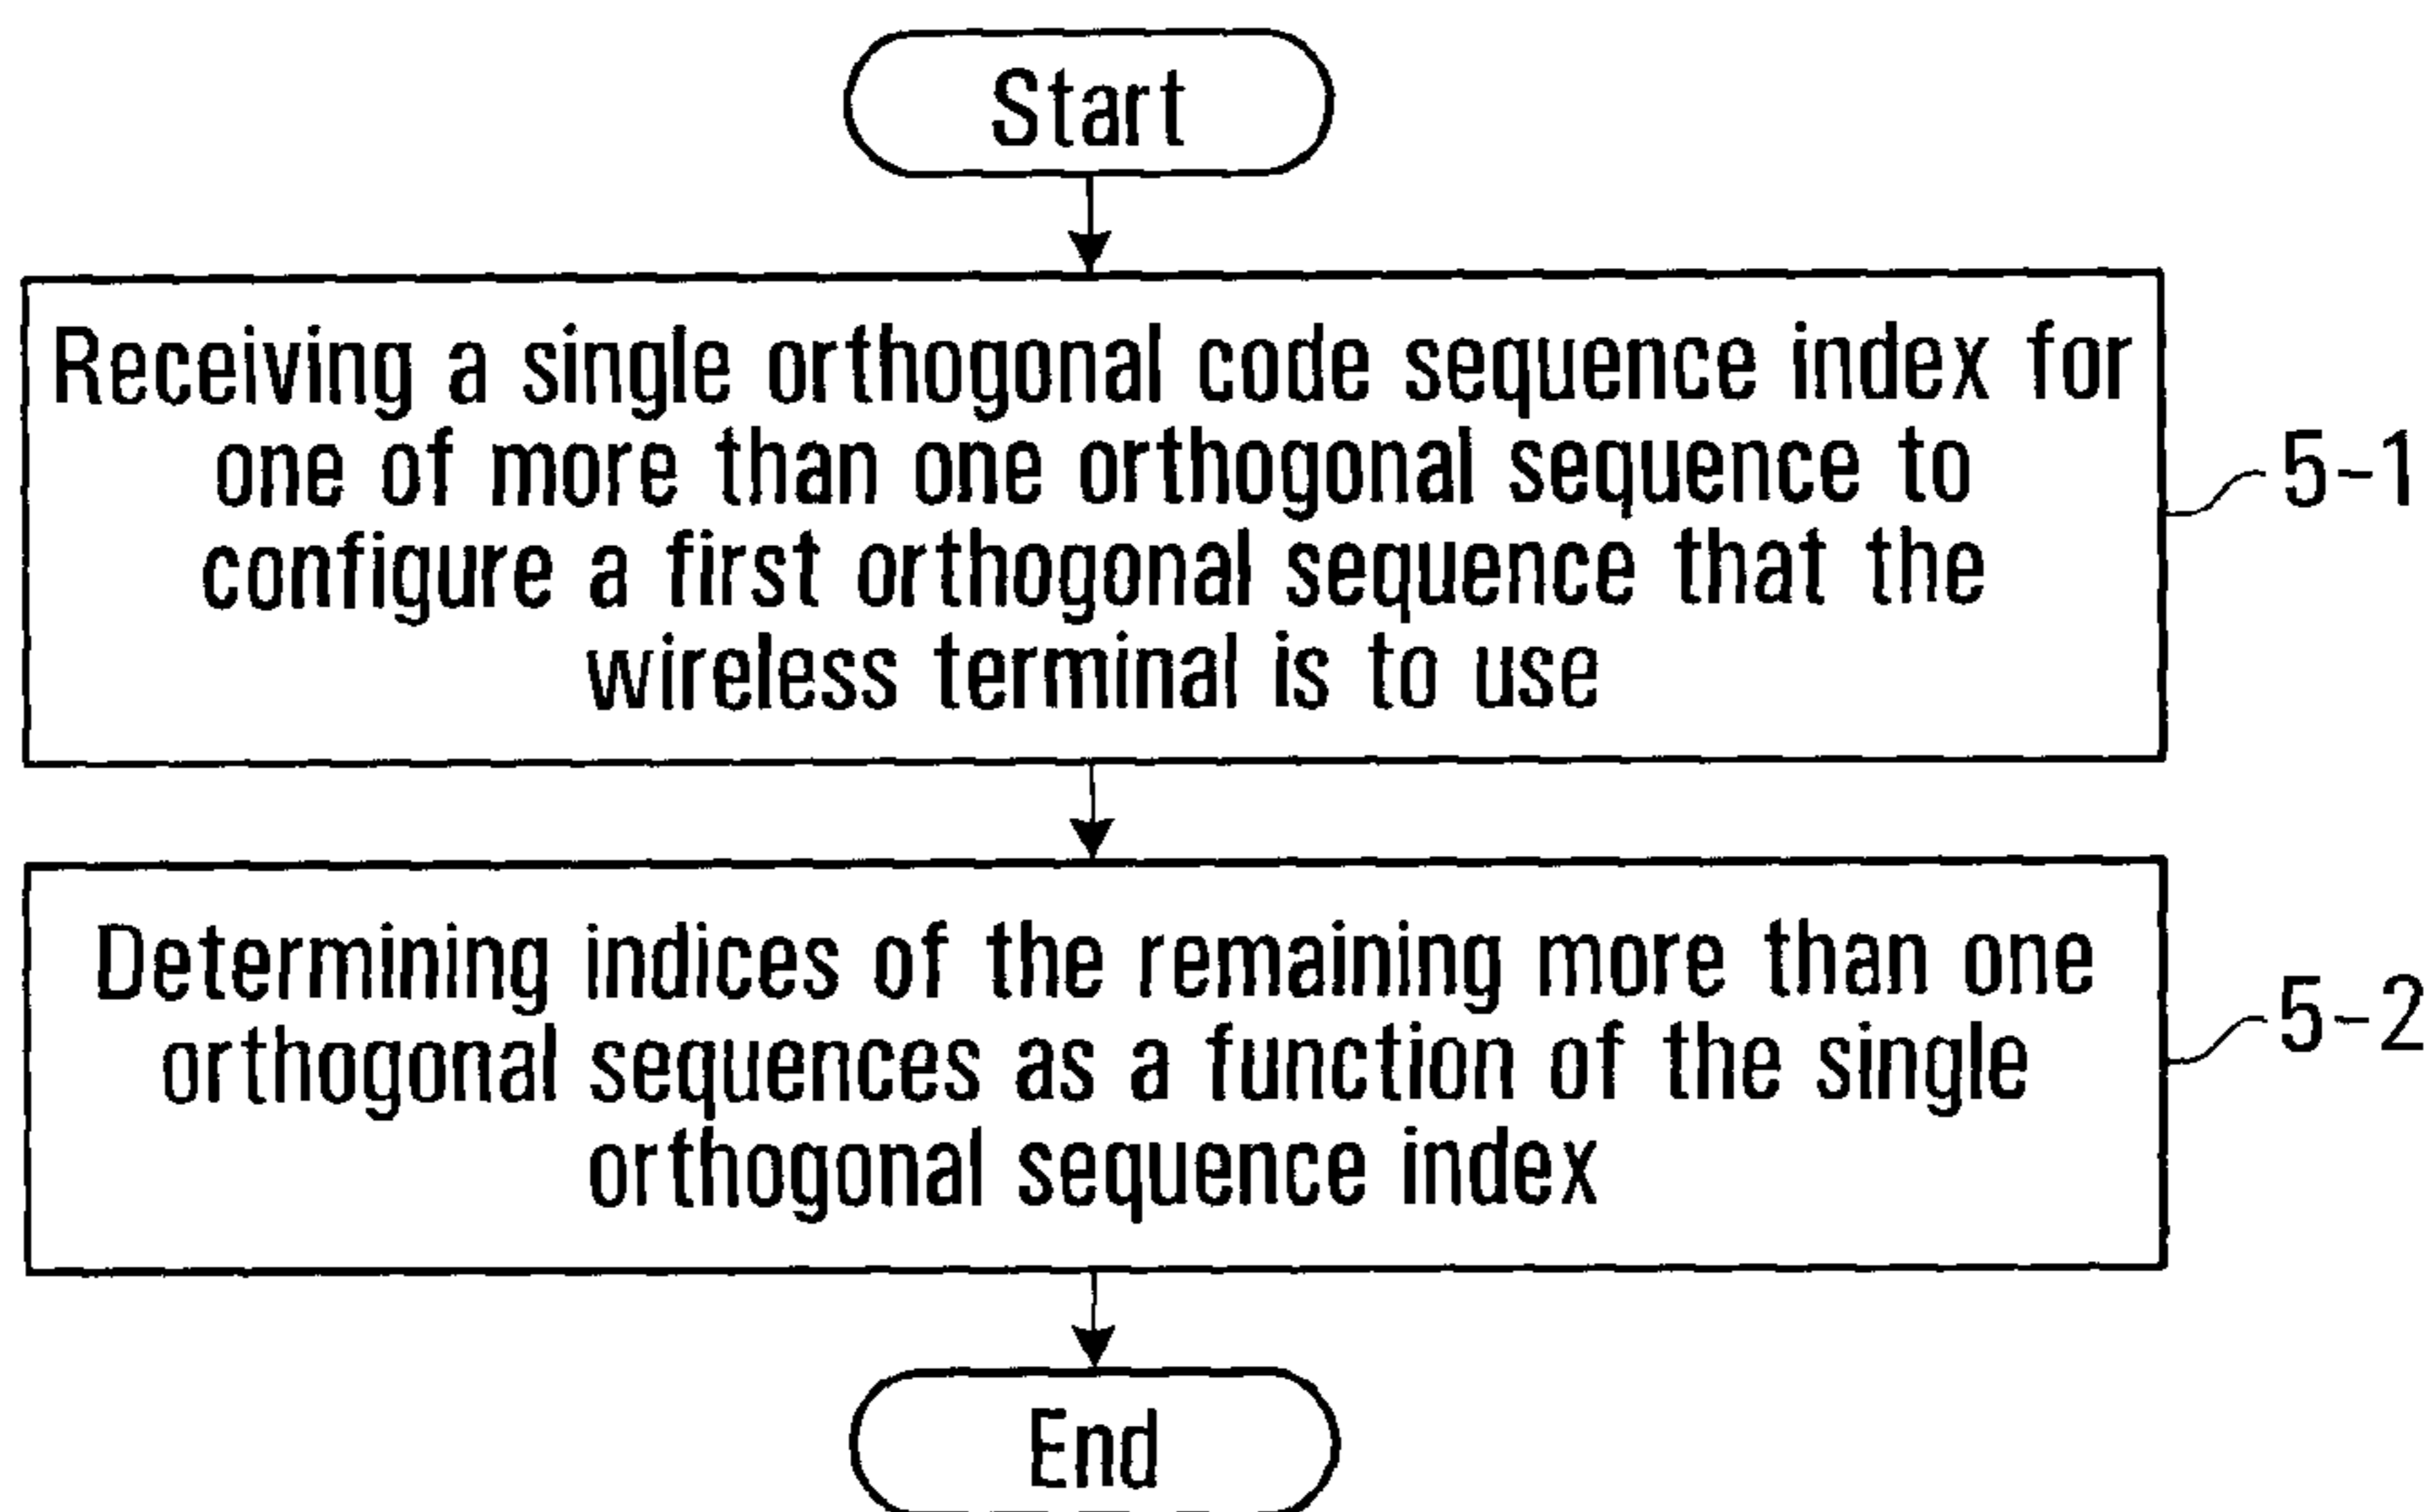 Start
Receiving a single orthogonal code sequence index for
one of more than one orthogonal sequence to
configure a first orthogonal sequence that the
wireless terminal is to use
5-1
Determining indices of the remaining more than one
orthogonal sequences as a function of the single
orthogonal sequence index
5-2
End